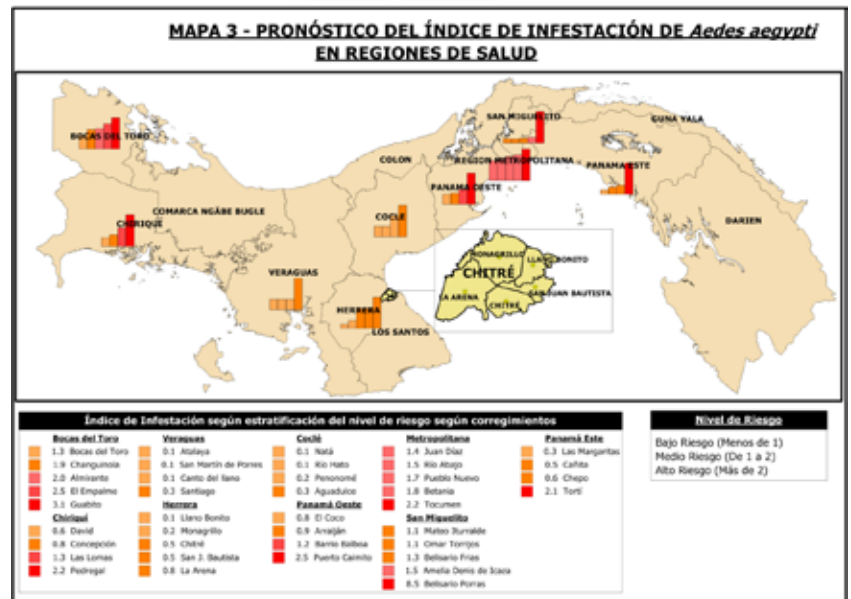 MAPA 3 - PRONÓSTICO DEL ÍNDICE DE INFESTACIÓN DE Aedes aegypti
EN REGIONES DE SALUD
BOCAS DEL TORO
COMARCA NGÄBE BUGLE
CHIRIQUI
VERAGUAS
HERRERA
LOS SANTOS
COCLE
COLON
PANAMA OESTE
REGION METROPOLITANA
SAN MIGUELITO
PANAMA ESTE
GUNA YALA
DARIEN
MONAGRILLO
LLANO BONITO
CHITRÉ
LA ARENA
SAN JUAN BAUTISTA
CHITRÉ
Índice de Infestación según estratificación del nivel de riesgo según corregimientos
Bocas del Toro
1.3 Bocas del Toro
1.9 Changuinola
2.0 Almirante
2.5 El Empalme
3.1 Guabito
Chiriquí
0.6 David
0.8 Concepción
1.3 Las Lomas
2.2 Pedregal
Veraguas
0.1 Atalaya
0.1 San Martín de Porres
0.1 Canto del llano
0.3 Santiago
Herrera
0.1 Llano Bonito
0.2 Monagrillo
0.5 Chitré
0.5 San J. Bautista
0.8 La Arena
Coclé
0.1 Natá
0.1 Río Hato
0.2 Penonomé
0.3 Aguadulce
Panamá Oeste
0.8 El Coco
0.9 Arraiján
1.2 Barrio Balboa
2.5 Puerto Caimito
Metropolitana
1.4 Juan Díaz
1.5 Río Abajo
1.7 Pueblo Nuevo
1.8 Betania
2.2 Tocumen
San Miguelito
1.1 Mateo Iturralde
1.1 Omar Torrijos
1.3 Belisario Frías
1.5 Amelia Denis de Icaza
8.5 Belisario Porras
Panamá Este
0.3 Las Margaritas
0.5 Cañita
0.6 Chepo
2.1 Tortí
Nivel de Riesgo
Bajo Riesgo (Menos de 1)
Medio Riesgo (De 1 a 2)
Alto Riesgo (Más de 2)